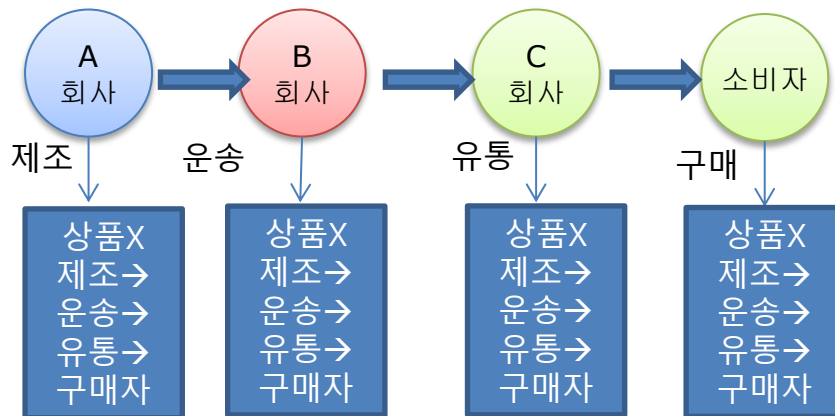 A
회사
B
회사
C
회사
소비자
제조
운송
유통
구매
상품X
제조→
운송→
유통→
구매자
상품X
제조→
운송→
유통→
구매자
상품X
제조→
운송→
유통→
구매자
상품X
제조→
운송→
유통→
구매자